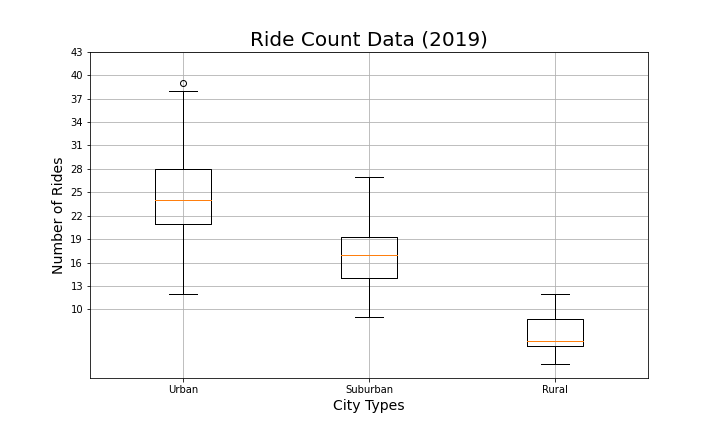 Ride Count Data (2019)
43
40
37
34
31
28
25
22
19
16
13
10
Number of Rides
Urban
Suburban
Rural
City Types